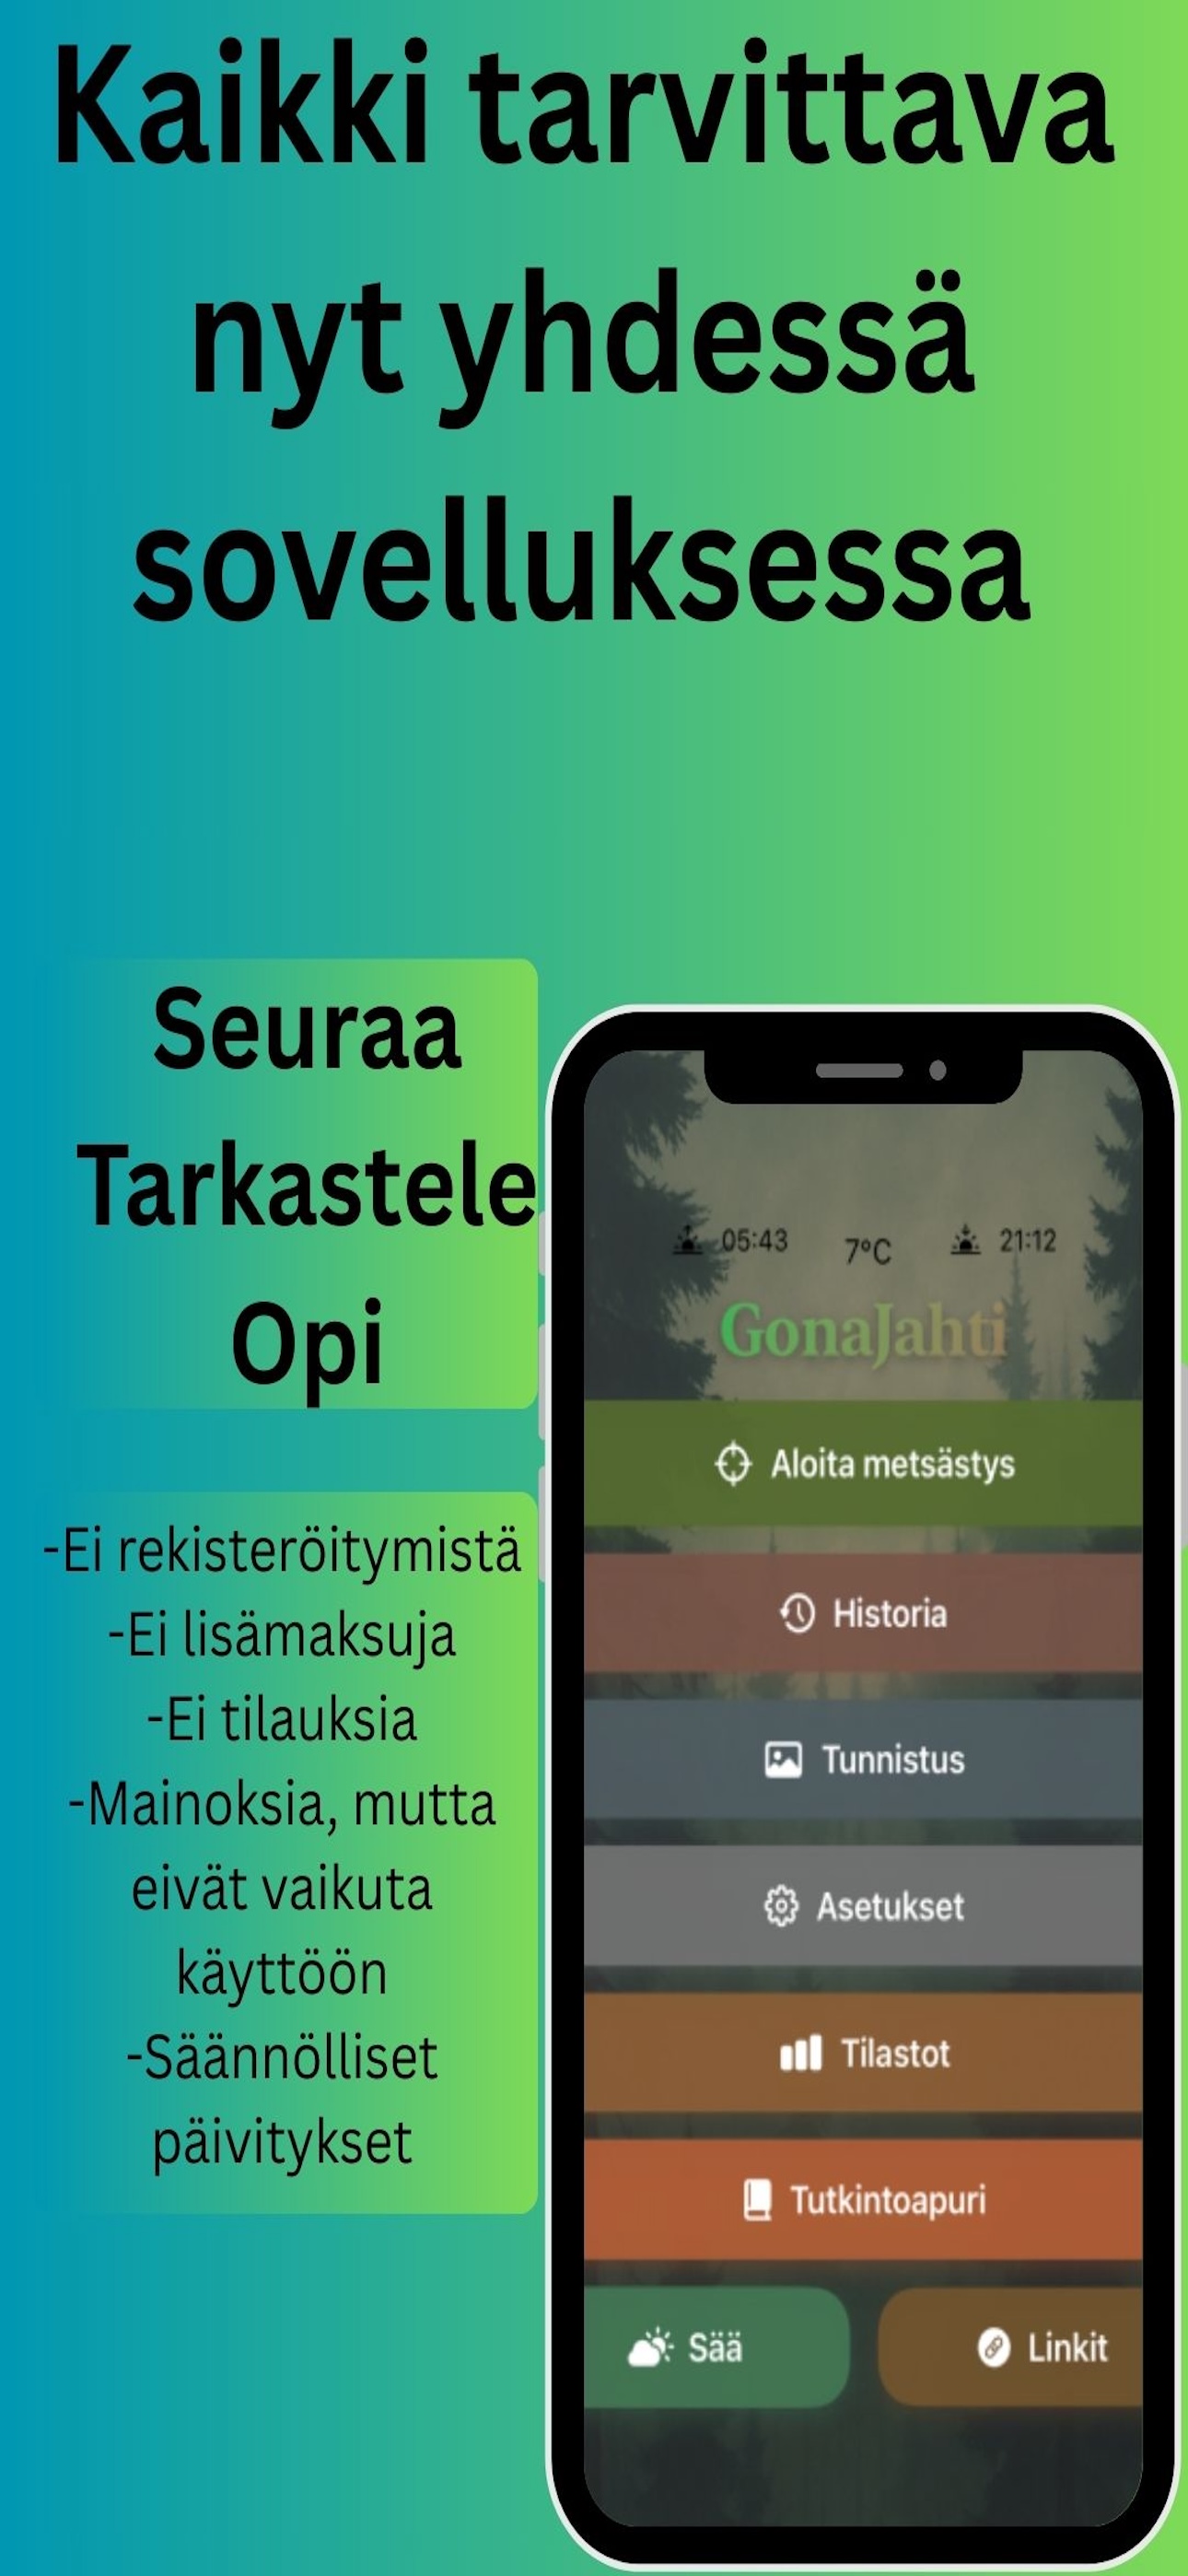 Kaikki tarvittava
nyt yhdessä
sovelluksessa
Seuraa
Tarkastele
Opi
-Ei rekisteröitymistä
-Ei lisämaksuja
-Ei tilauksia
-Mainoksia, mutta
eivät vaikuta
käyttöön
-Säännölliset
päivitykset
05:43 7°C 21:12
GonaJahti
Aloita metsästys
Historia
Tunnistus
Asetukset
Tilastot
Tutkintoapuri
Sää
Linkit